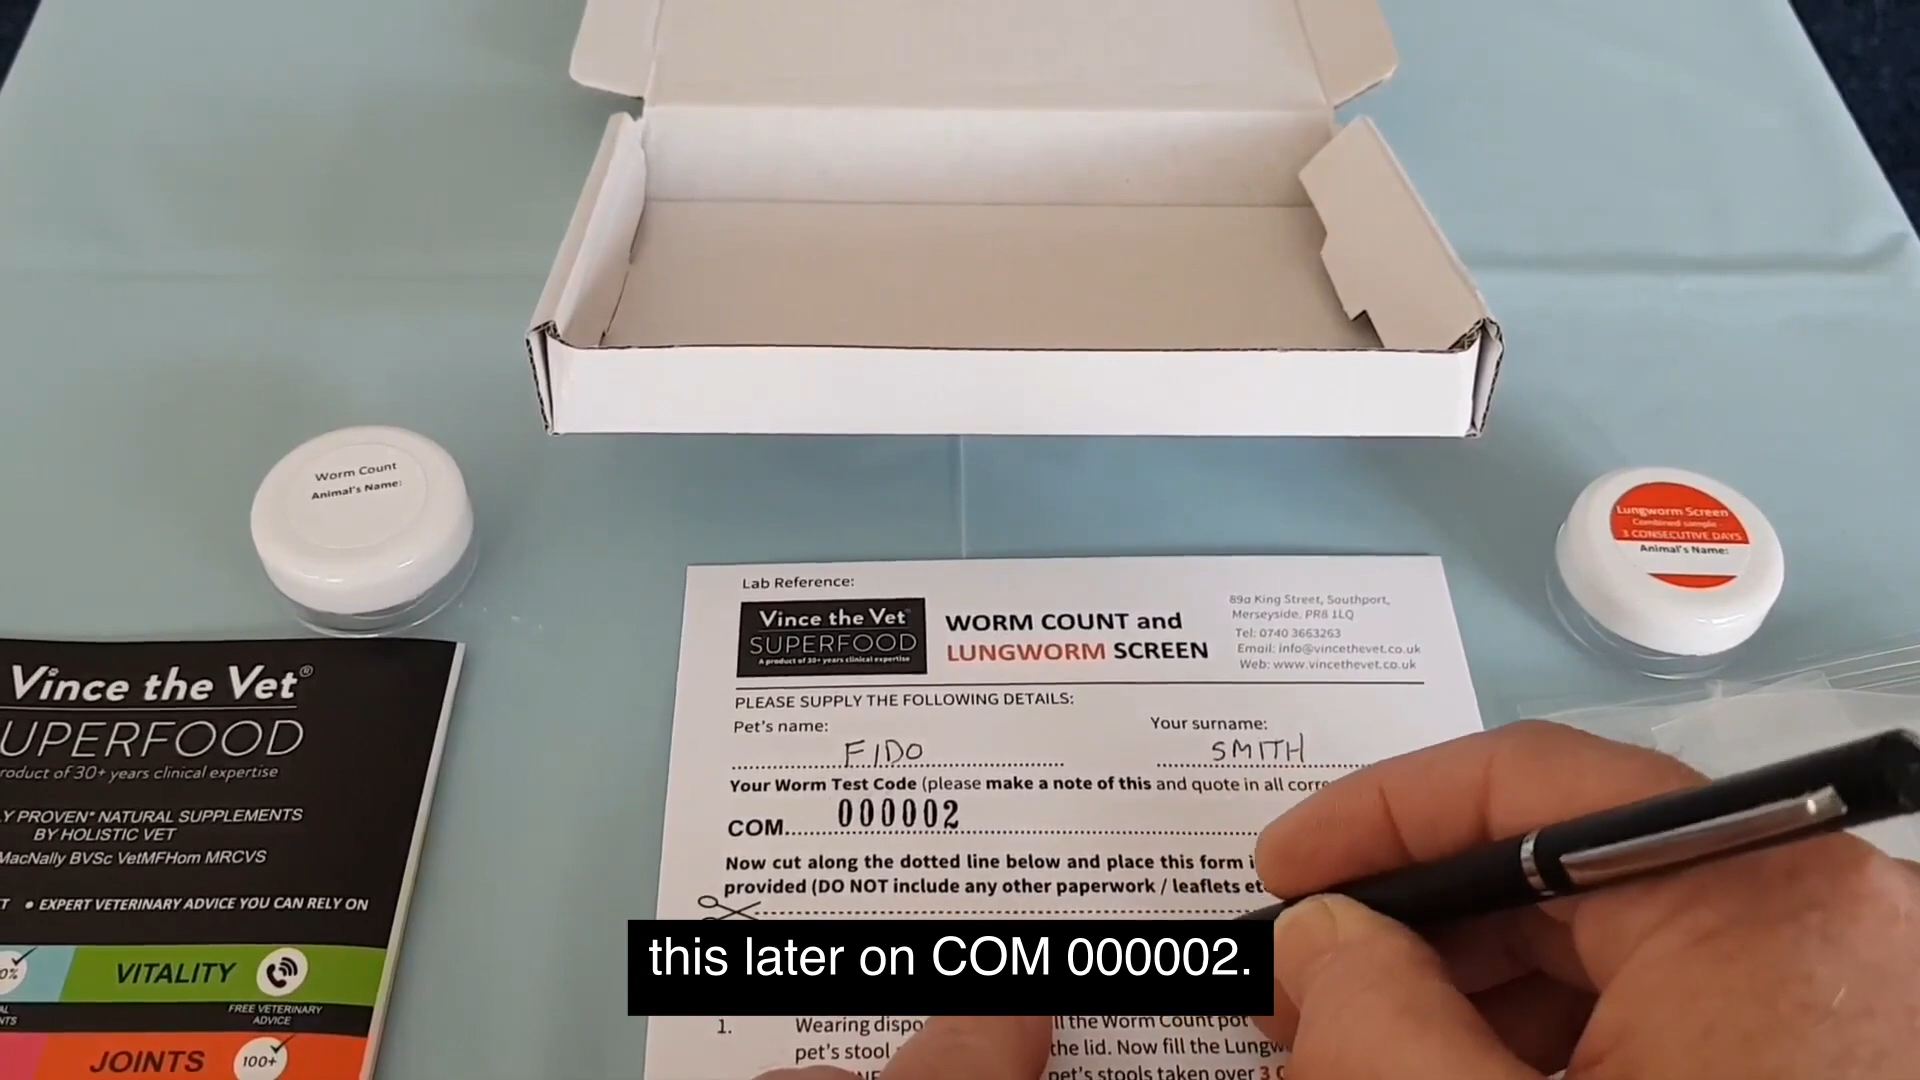 Worm Count
Animal's Name:
Lungworm Screen
Combined sample
3 CONSECUTIVE DAYS
Animal's Name:
Lab Reference:
Vince the Vet
SUPERFOOD
A product of 30+ years clinical expertise
WORM COUNT and
LUNGWORM SCREEN
89a King Street, Southport,
Merseyside, PR8 1LQ
Tel: 0740 3663263
Email: info@vincethevet.co.uk
Web: www.vincethevet.co.uk
PLEASE SUPPLY THE FOLLOWING DETAILS:
Pet's name: FIDO
Your surname: SMITH
Your Worm Test Code (please make a note of this and quote in all
COM. 000002
Now cut along the dotted line below and place this form
provided (DO NOT include any other paperwork / leaflets
this later on COM 000002.
1. Wearing the Worm Count pot
pet's stool the lid. Now fill the
pet's stools taken over 3
Vince the Vet®
UPERFOOD
roduct of 30+ years clinical expertise
LY PROVEN* NATURAL SUPPLEMENTS
BY HOLISTIC VET
MacNally BVSc VetMFHom MRCVS
T • EXPERT VETERINARY ADVICE YOU CAN RELY ON
VITALITY
FREE VETERINARY
ADVICE
JOINTS 100+